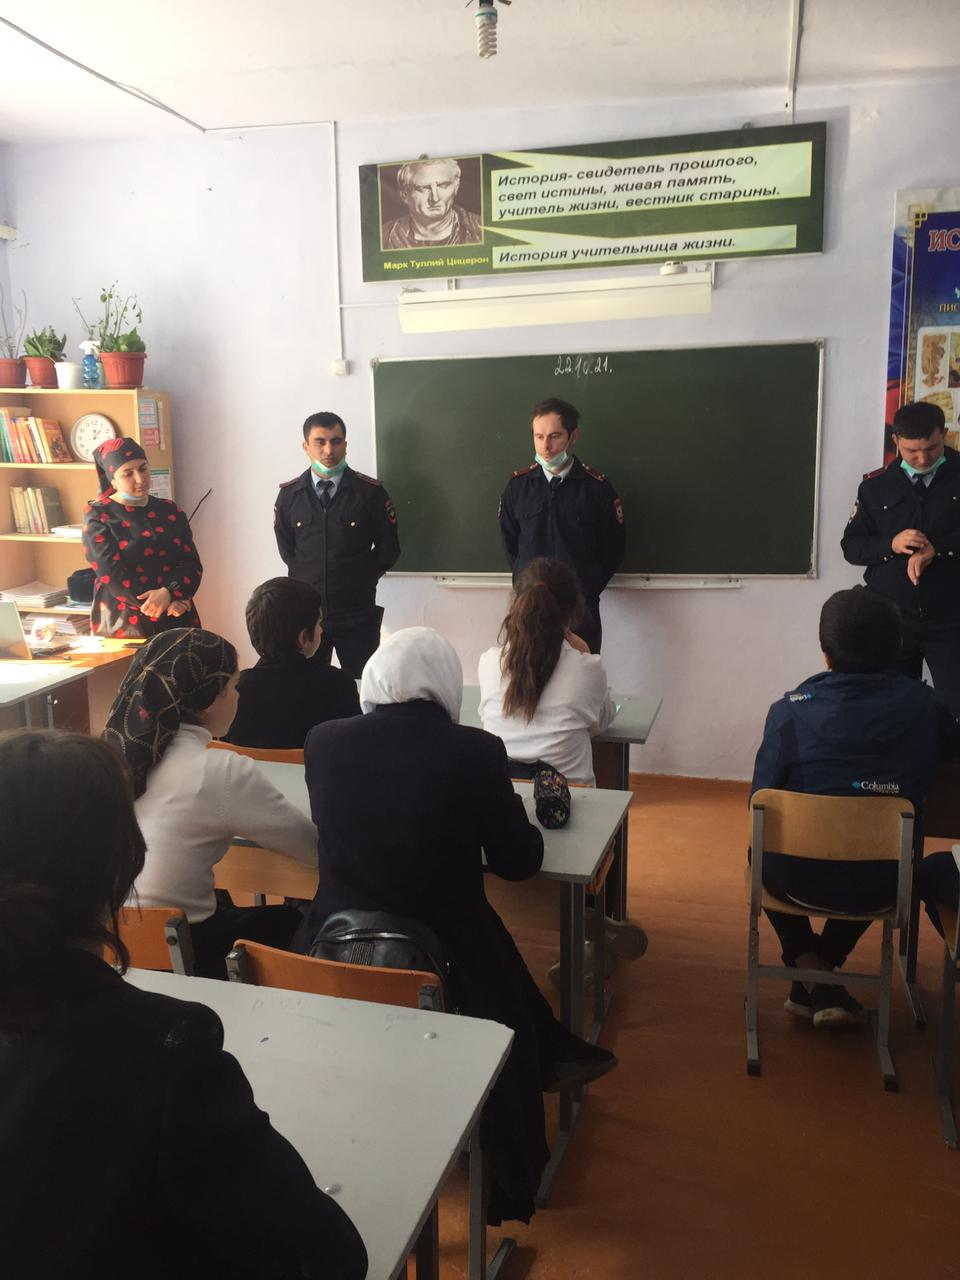 История- свидетель прошлого,
свет истины, живая память,
учитель жизни, вестник старины.
История учительница жизни.
Марк Туллий Цицерон
22.10.21.
ИС
Columbia